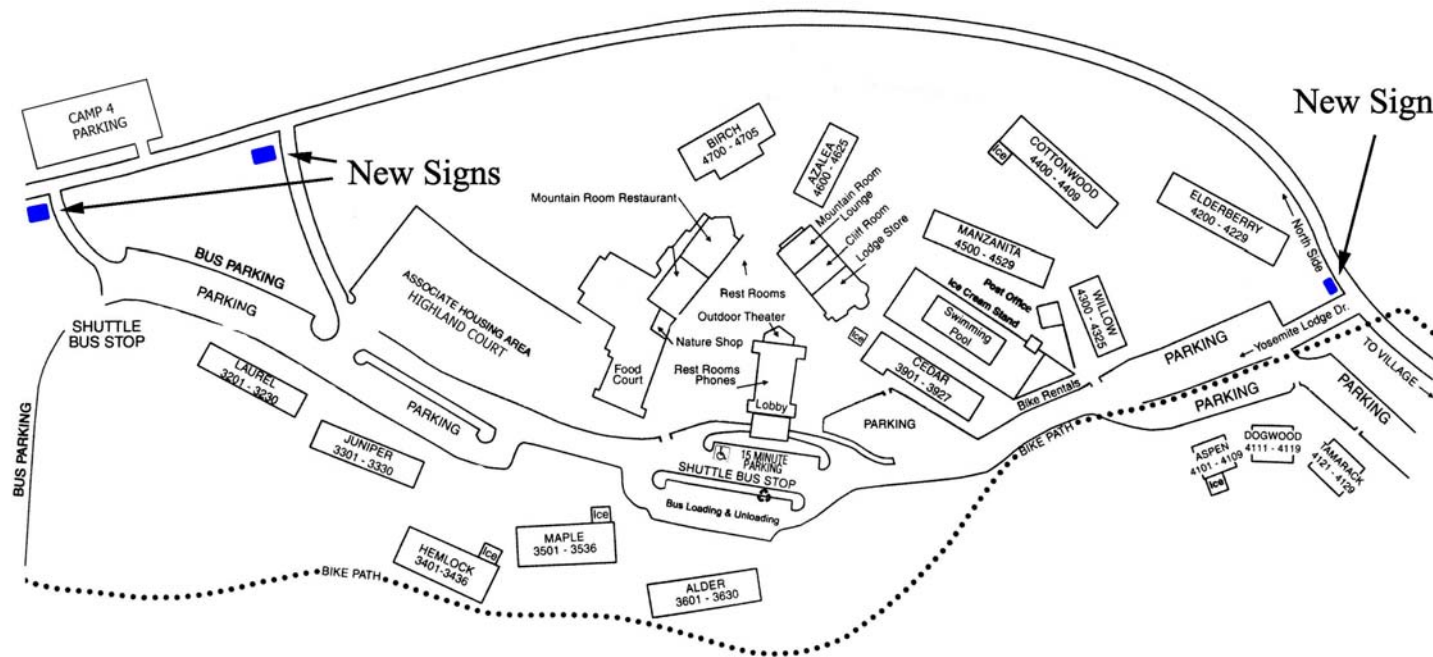 CAMP 4
PARKING
New Signs
New Sign
BUS PARKING
PARKING
SHUTTLE
BUS STOP
BUS PARKING
ASSOCIATE HOUSING AREA
HIGHLAND COURT
LAUREL
3201 - 3230
PARKING
JUNIPER
3301 - 3330
HEMLOCK
3401-3436
Ice
MAPLE
3501 - 3536
Ice
ALDER
3601 - 3630
BIKE PATH
BIRCH
4700 - 4705
AZALEA
4600 - 4625
Mountain Room Restaurant
Mountain Room
Lounge
Cliff Room
Lodge Store
Rest Rooms
Outdoor Theater
Nature Shop
Rest Rooms
Phones
Food
Court
Lobby
15 MINUTE
PARKING
SHUTTLE BUS STOP
Bus Loading & Unloading
Ice
COTTONWOOD
4400 - 4409
ELDERBERRY
4200 - 4229
MANZANITA
4500 - 4529
Post Office
Ice Cream Stand
Swimming
Pool
WILLOW
4300 - 4325
Ice
CEDAR
3901 - 3927
Bike Rentals
PARKING
BIKE PATH
North Side
PARKING
Yosemite Lodge Dr.
TO VILLAGE
PARKING
PARKING
ASPEN
4101 - 4109
Ice
DOGWOOD
4111 - 4119
TAMARACK
4121 - 4129